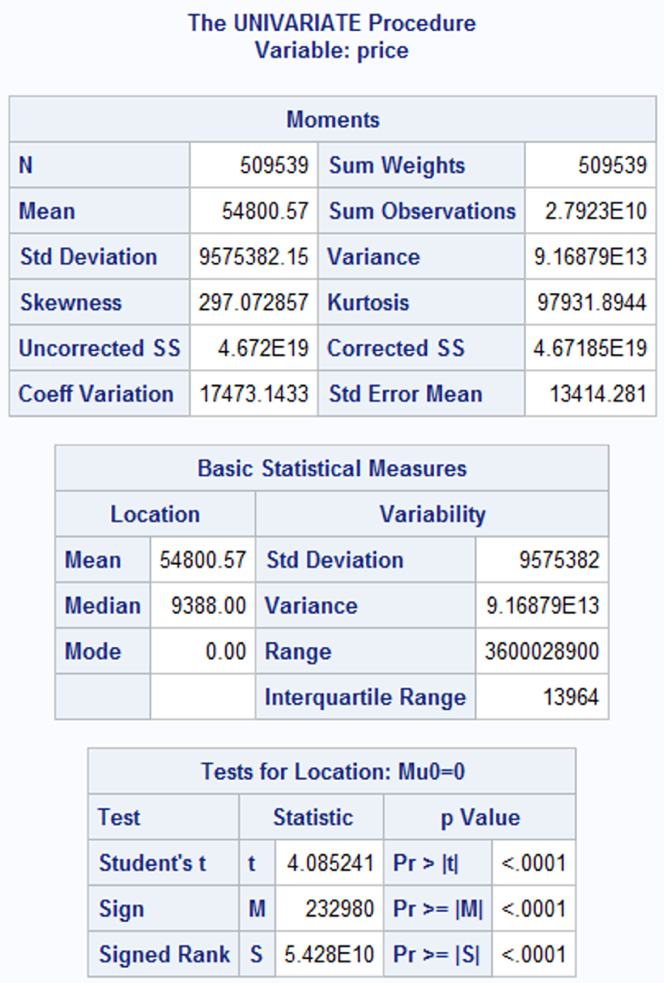 The UNIVARIATE Procedure
Variable: price
Moments
N 509539 Sum Weights 509539
Mean 54800.57 Sum Observations 2.7923E10
Std Deviation 9575382.15 Variance 9.16879E13
Skewness 297.072857 Kurtosis 97931.8944
Uncorrected SS 4.672E19 Corrected SS 4.67185E19
Coeff Variation 17473.1433 Std Error Mean 13414.281
Basic Statistical Measures
Location Variability
Mean 54800.57 Std Deviation 9575382
Median 9388.00 Variance 9.16879E13
Mode 0.00 Range 3600028900
Interquartile Range 13964
Tests for Location: Mu0=0
Test Statistic p Value
Student's t t 4.085241 Pr > |t| <.0001
Sign M 232980 Pr >= |M| <.0001
Signed Rank S 5.428E10 Pr >= |S| <.0001